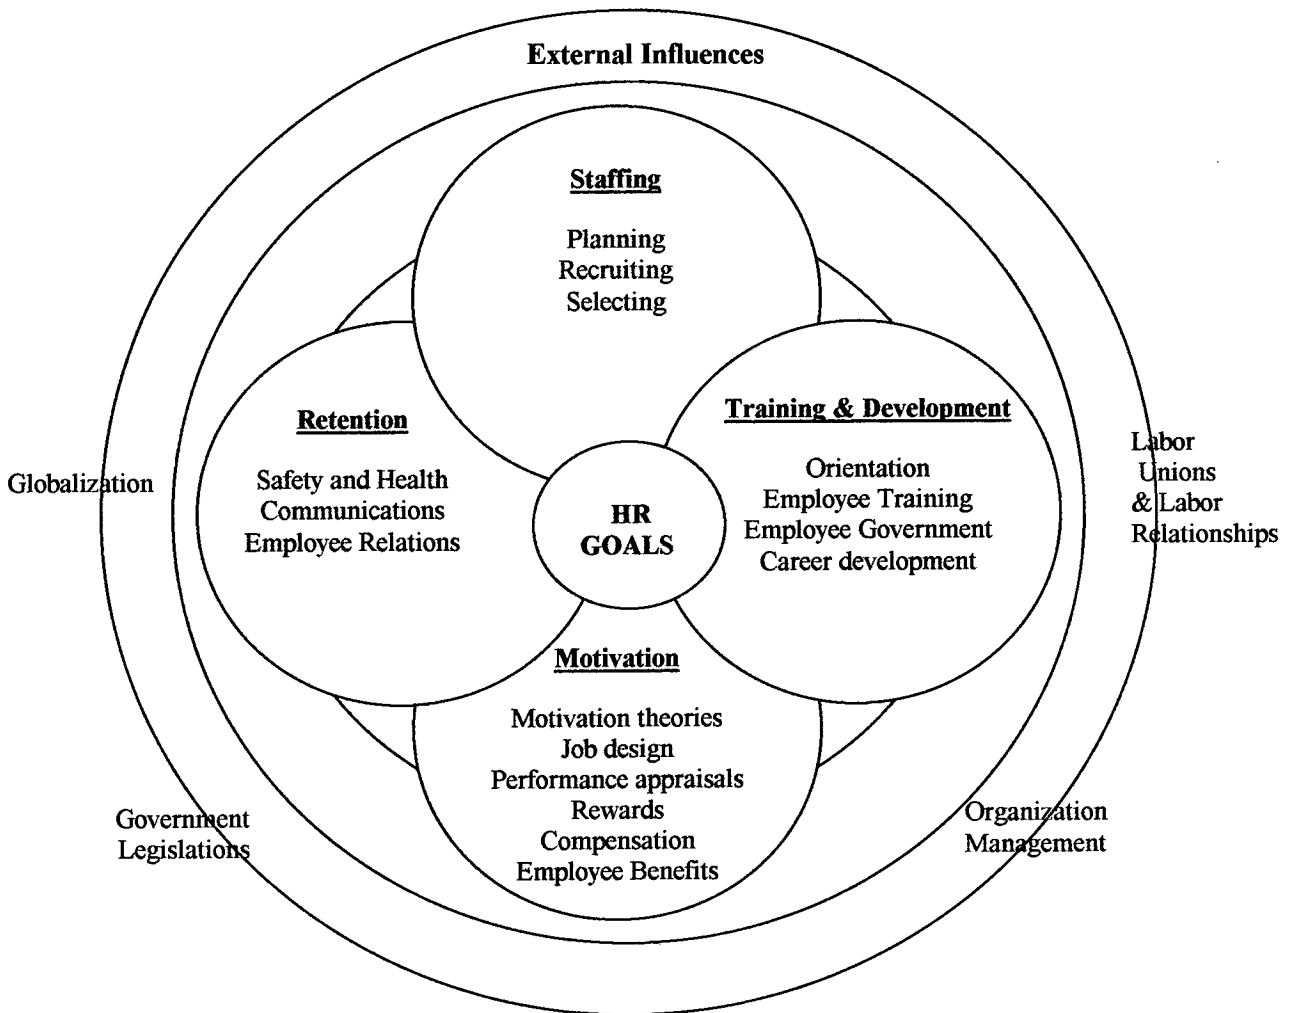 External Influences
Staffing
Planning
Recruiting
Selecting
Retention
Safety and Health
Communications
Employee Relations
HR
GOALS
Training & Development
Orientation
Employee Training
Employee Government
Career development
Motivation
Motivation theories
Job design
Performance appraisals
Rewards
Compensation
Employee Benefits
Globalization
Labor
Unions
& Labor
Relationships
Government
Legislations
Organization
Management